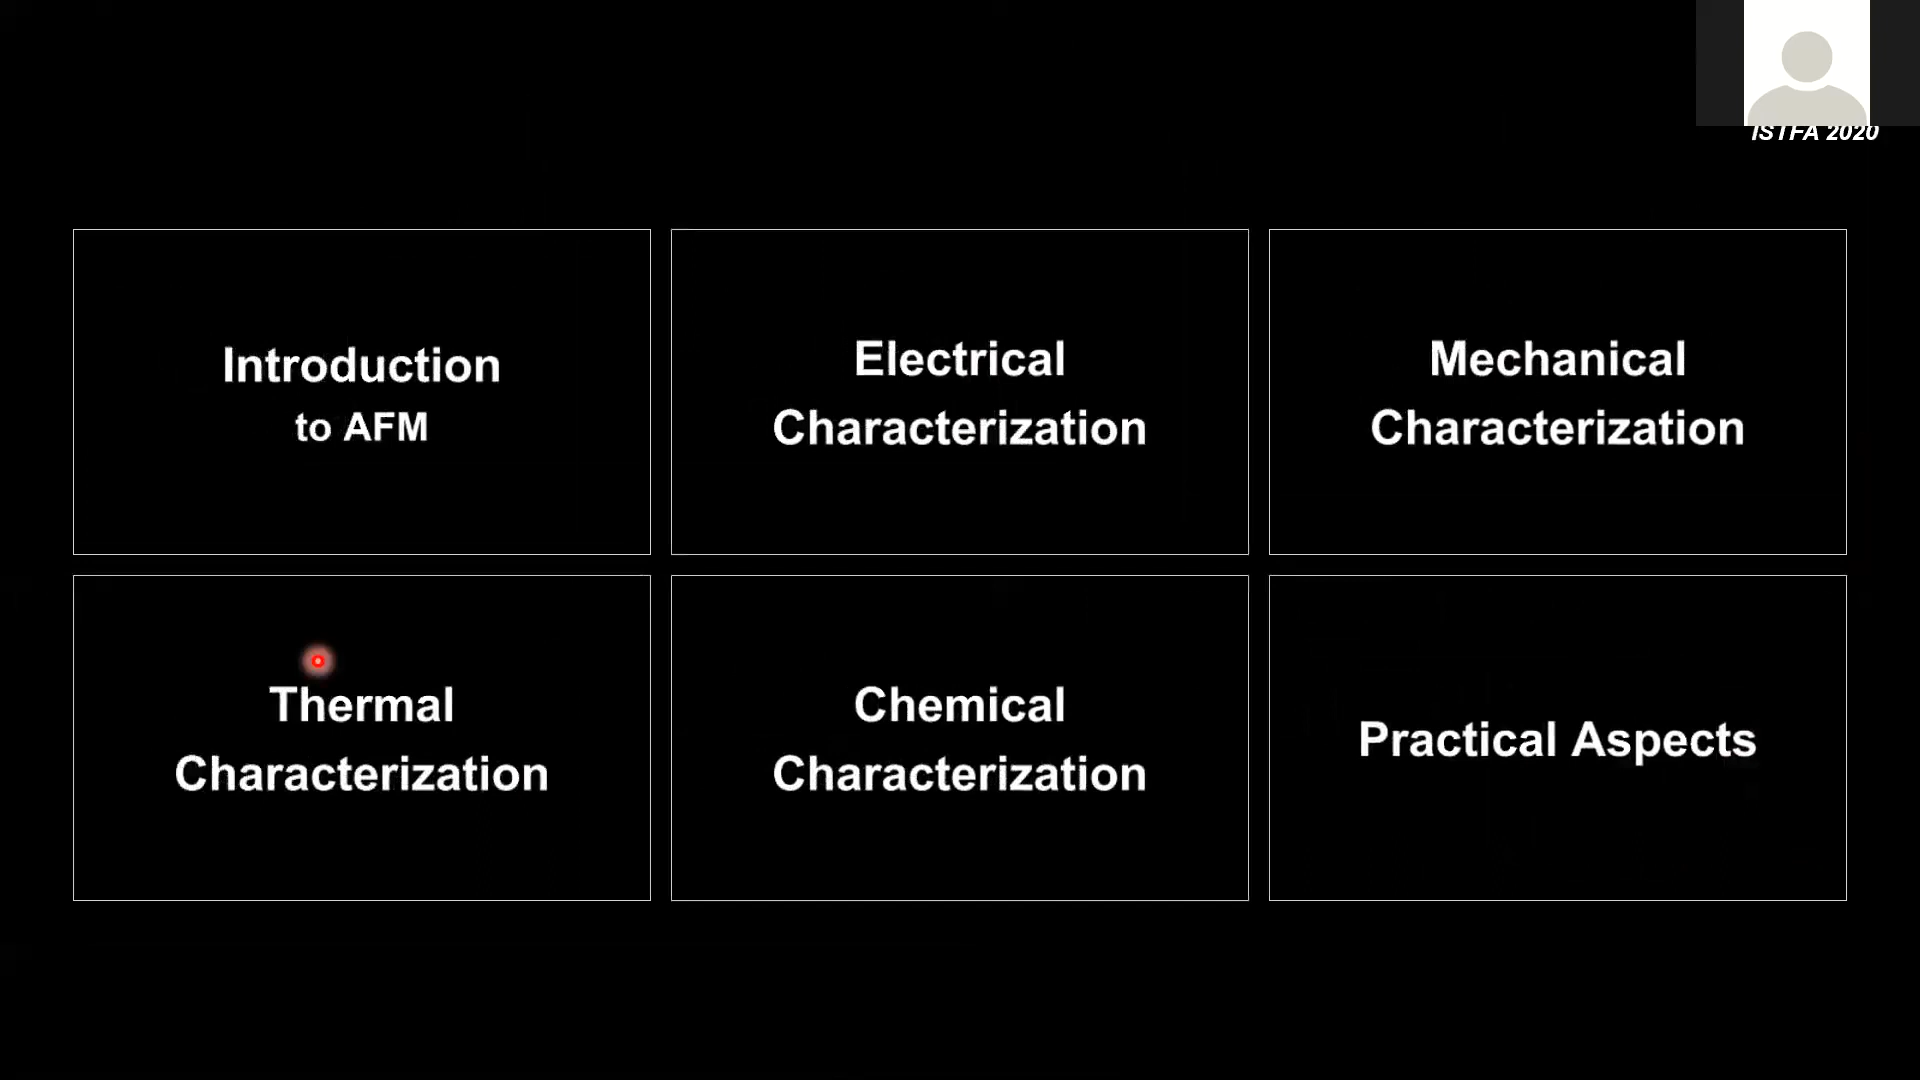 ISTFA 2020
Introduction
to AFM
Electrical
Characterization
Mechanical
Characterization
Thermal
Characterization
Chemical
Characterization
Practical Aspects